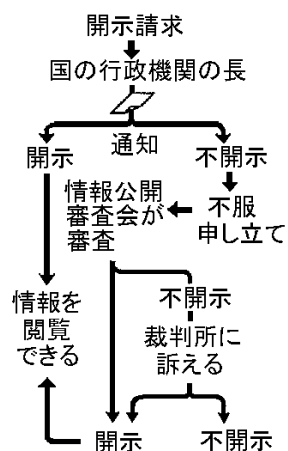 開示請求
国の行政機関の長
通知
開示
不開示
不服
申し立て
情報公開
審査会が
審査
不開示
裁判所に
訴える
情報を
閲覧
できる
開示
不開示